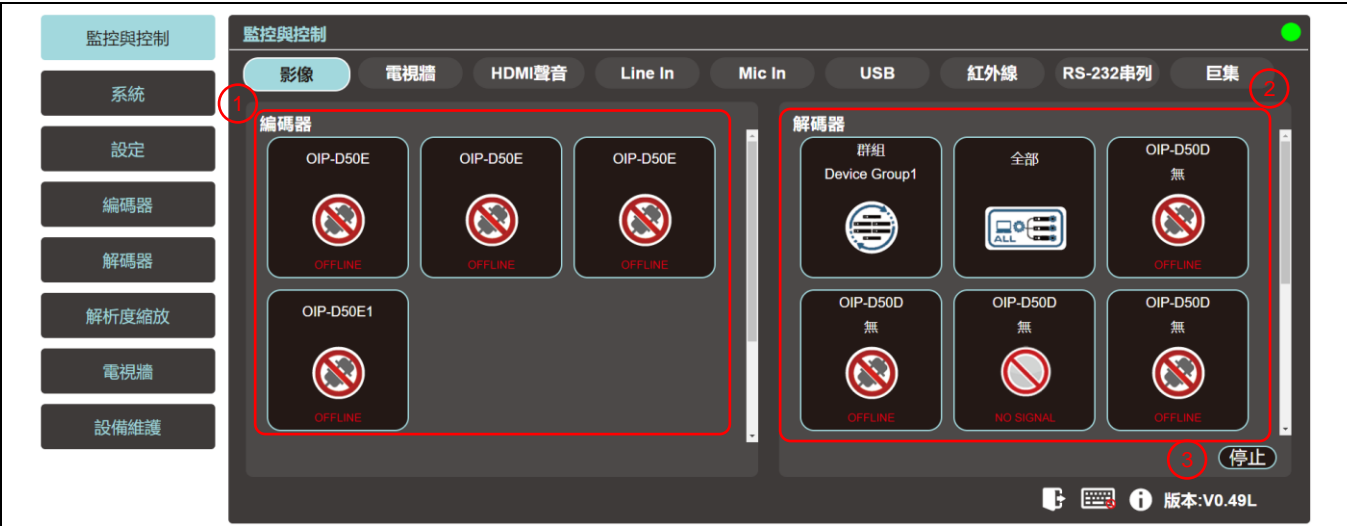 監控與控制
系統
設定
編碼器
解碼器
解析度縮放
電視牆
設備維護
監控與控制
影像 電視牆 HDMI聲音 Line In Mic In USB 紅外線 RS-232串列 巨集
1
2
編碼器
OIP-D50E OIP-D50E OIP-D50E
OFFLINE OFFLINE OFFLINE
OIP-D50E1
OFFLINE
解碼器
群組 全部 OIP-D50D
Device Group1 無
ALL OFFLINE
OIP-D50D OIP-D50D OIP-D50D
無 無 無
OFFLINE NO SIGNAL OFFLINE
3 停止
版本:V0.49L